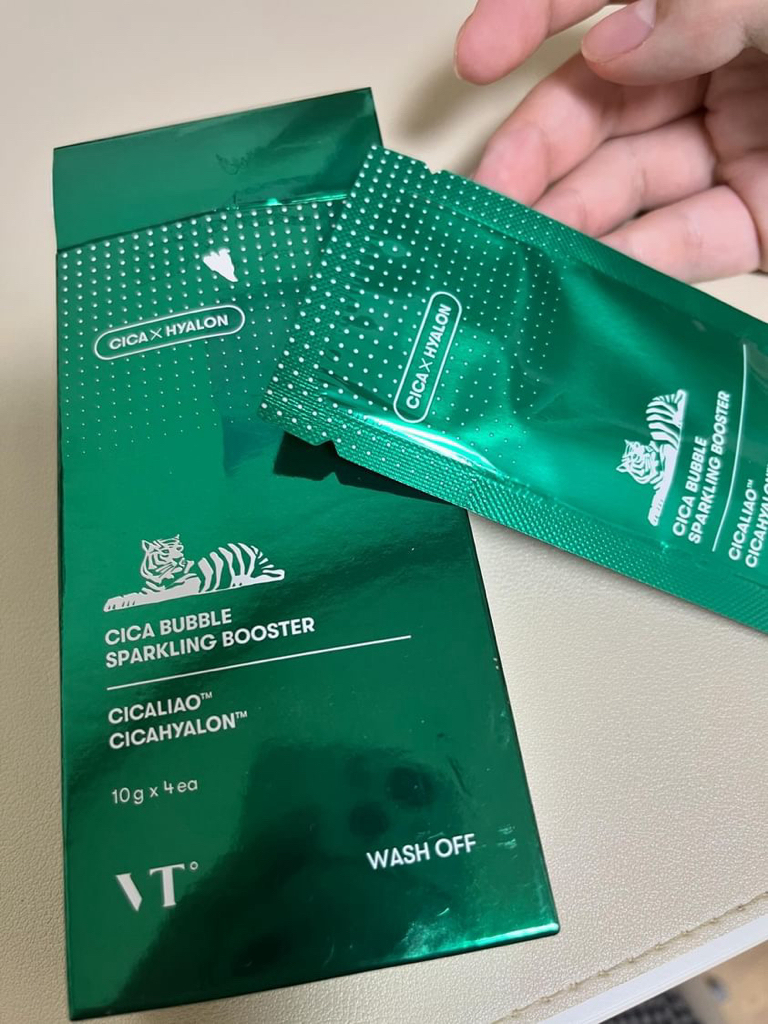 CICA X HYALON
CICA BUBBLE
SPARKLING BOOSTER
CICALIAO™
CICAHYALON™
10g x 4ea
VT
WASH OFF
CICA X HYALON
CICA BUBBLE
SPARKLING BOOSTER
CICALIAO™
CICAHYALON